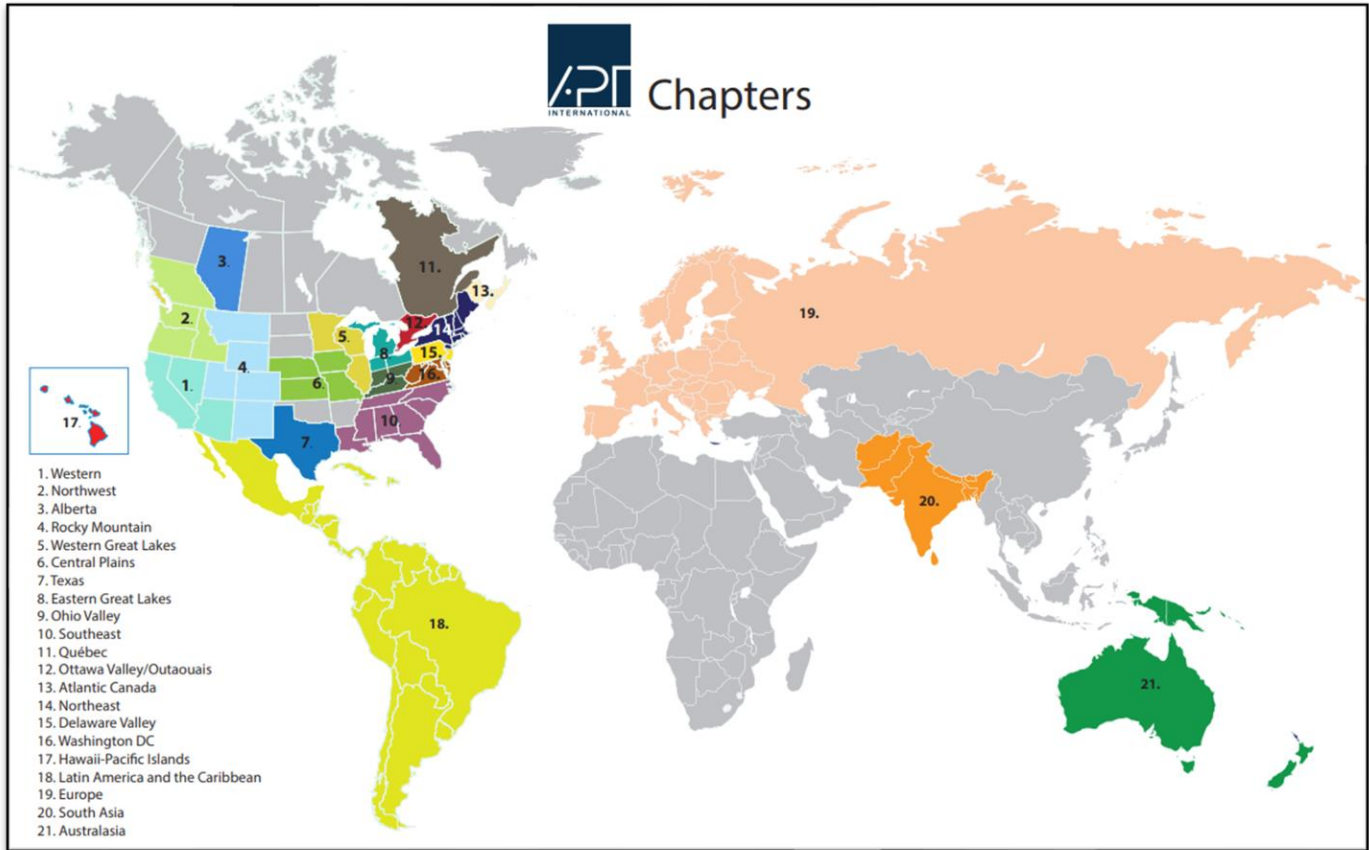 APT
INTERNATIONAL
Chapters
11.
3.
13.
19.
2.
12.
14
5.
15.
8.
4.
16.
9
1.
6.
17.
10.
7.
20.
18.
21.
1. Western
2. Northwest
3. Alberta
4. Rocky Mountain
5. Western Great Lakes
6. Central Plains
7. Texas
8. Eastern Great Lakes
9. Ohio Valley
10. Southeast
11. Québec
12. Ottawa Valley/Outaouais
13. Atlantic Canada
14. Northeast
15. Delaware Valley
16. Washington DC
17. Hawaii-Pacific Islands
18. Latin America and the Caribbean
19. Europe
20. South Asia
21. Australasia